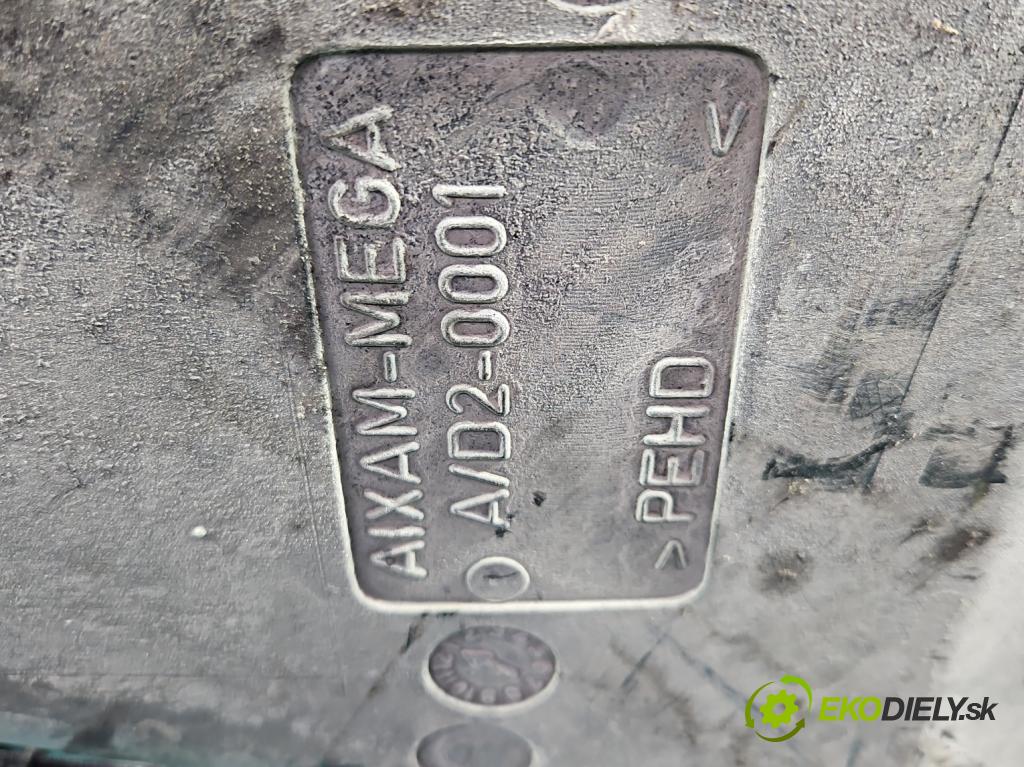 AIXAM-MEGA
A/D2-0001
>PEHD <
EKODIELY.sk